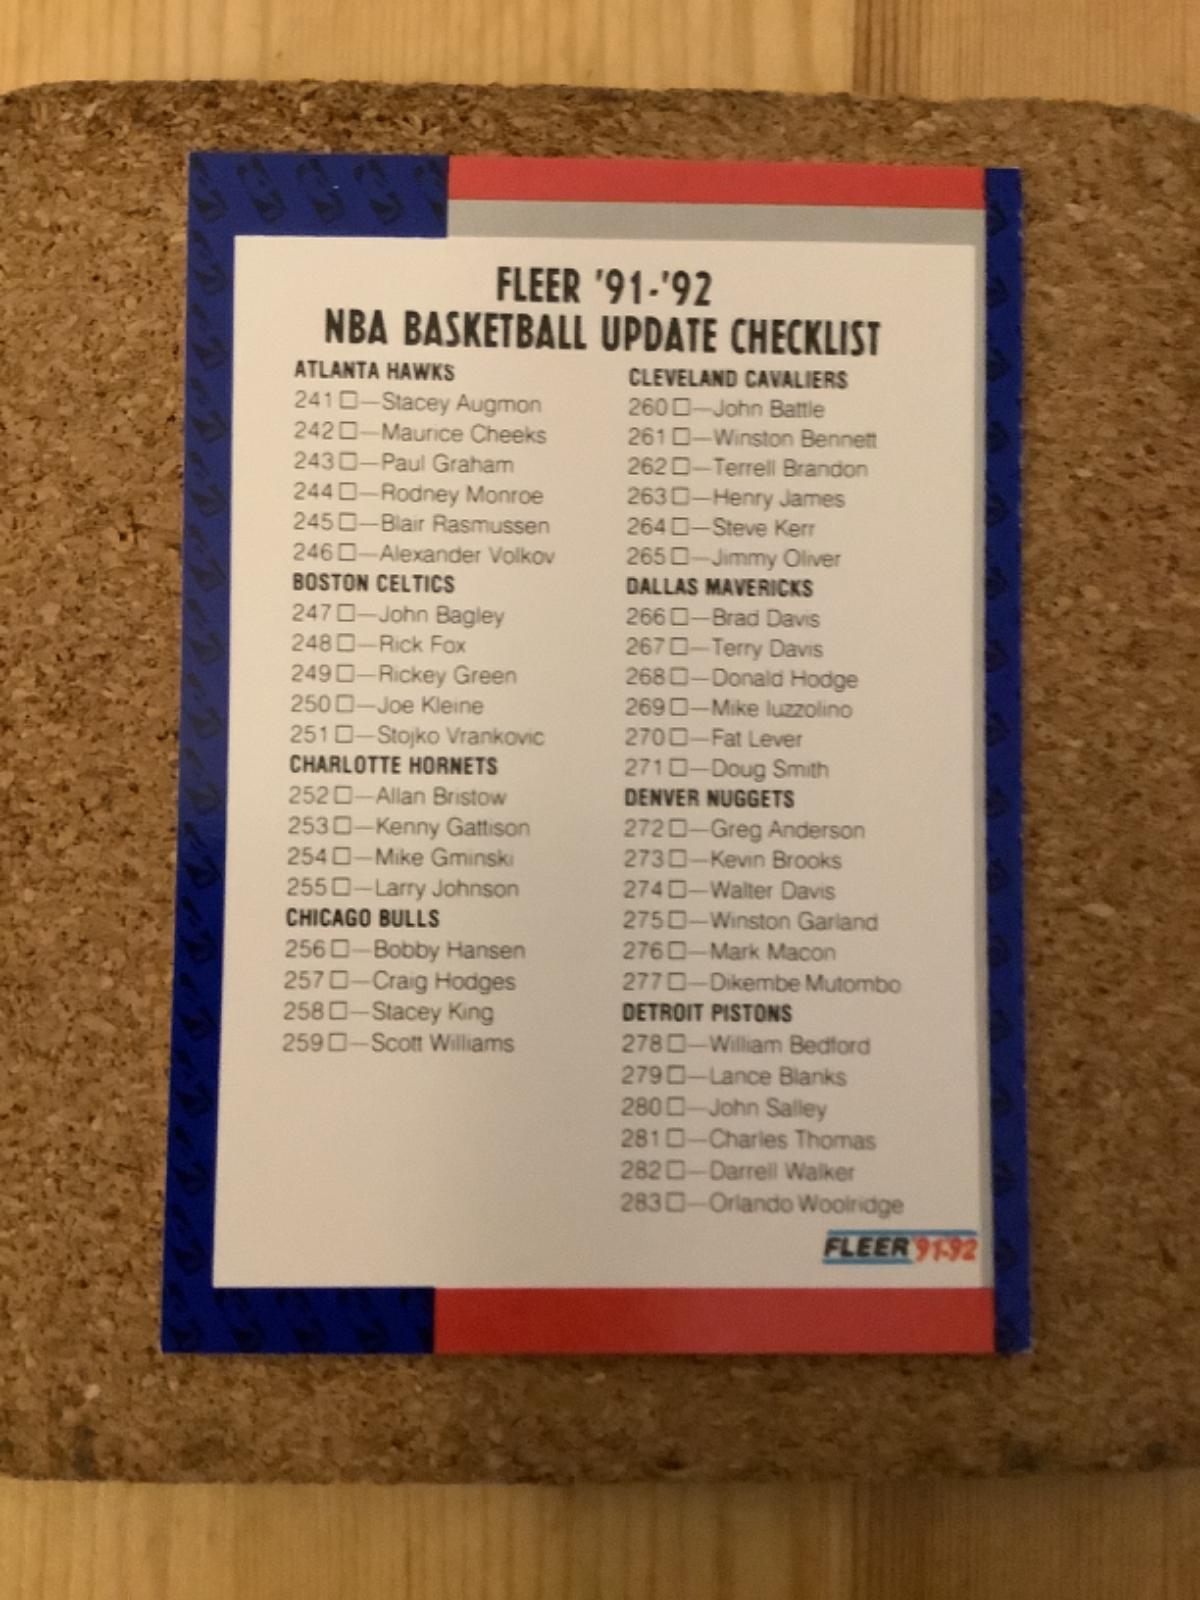 FLEER '91-'92
NBA BASKETBALL UPDATE CHECKLIST
ATLANTA HAWKS
241 □—Stacey Augmon
242 □—Maurice Cheeks
243 □—Paul Graham
244 □—Rodney Monroe
245 □—Blair Rasmussen
246 □—Alexander Volkov
BOSTON CELTICS
247 □—John Bagley
248 □—Rick Fox
249 □—Rickey Green
250 □—Joe Kleine
251 □—Stojko Vrankovic
CHARLOTTE HORNETS
252 □—Allan Bristow
253 □—Kenny Gattison
254 □—Mike Gminski
255 □—Larry Johnson
CHICAGO BULLS
256 □—Bobby Hansen
257 □—Craig Hodges
258 □—Stacey King
259 □—Scott Williams
CLEVELAND CAVALIERS
260 □—John Battle
261 □—Winston Bennett
262 □—Terrell Brandon
263 □—Henry James
264 □—Steve Kerr
265 □—Jimmy Oliver
DALLAS MAVERICKS
266 □—Brad Davis
267 □—Terry Davis
268 □—Donald Hodge
269 □—Mike Iuzzolino
270 □—Fat Lever
271 □—Doug Smith
DENVER NUGGETS
272 □—Greg Anderson
273 □—Kevin Brooks
274 □—Walter Davis
275 □—Winston Garland
276 □—Mark Macon
277 □—Dikembe Mutombo
DETROIT PISTONS
278 □—William Bedford
279 □—Lance Blanks
280 □—John Salley
281 □—Charles Thomas
282 □—Darrell Walker
283 □—Orlando Woolridge
FLEER '91-'92